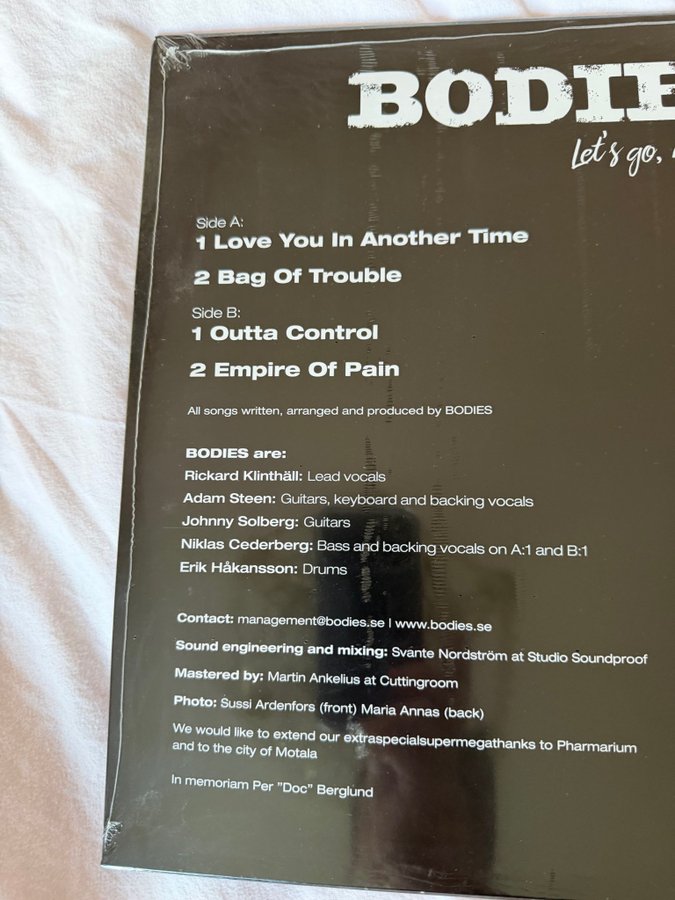 BODIE
Let's go,
Side A:
1 Love You In Another Time
2 Bag Of Trouble
Side B:
1 Outta Control
2 Empire Of Pain
All songs written, arranged and produced by BODIES
BODIES are:
Rickard Klinthäll: Lead vocals
Adam Steen: Guitars, keyboard and backing vocals
Johnny Solberg: Guitars
Niklas Cederberg: Bass and backing vocals on A:1 and B:1
Erik Håkansson: Drums
Contact: management@bodies.se | www.bodies.se
Sound engineering and mixing: Svante Nordström at Studio Soundproof
Mastered by: Martin Ankelius at Cuttingroom
Photo: Sussi Ardenfors (front) Maria Annas (back)
We would like to extend our extraspecialsupermegathanks to Pharmarium
and to the city of Motala
In memoriam Per "Doc" Berglund